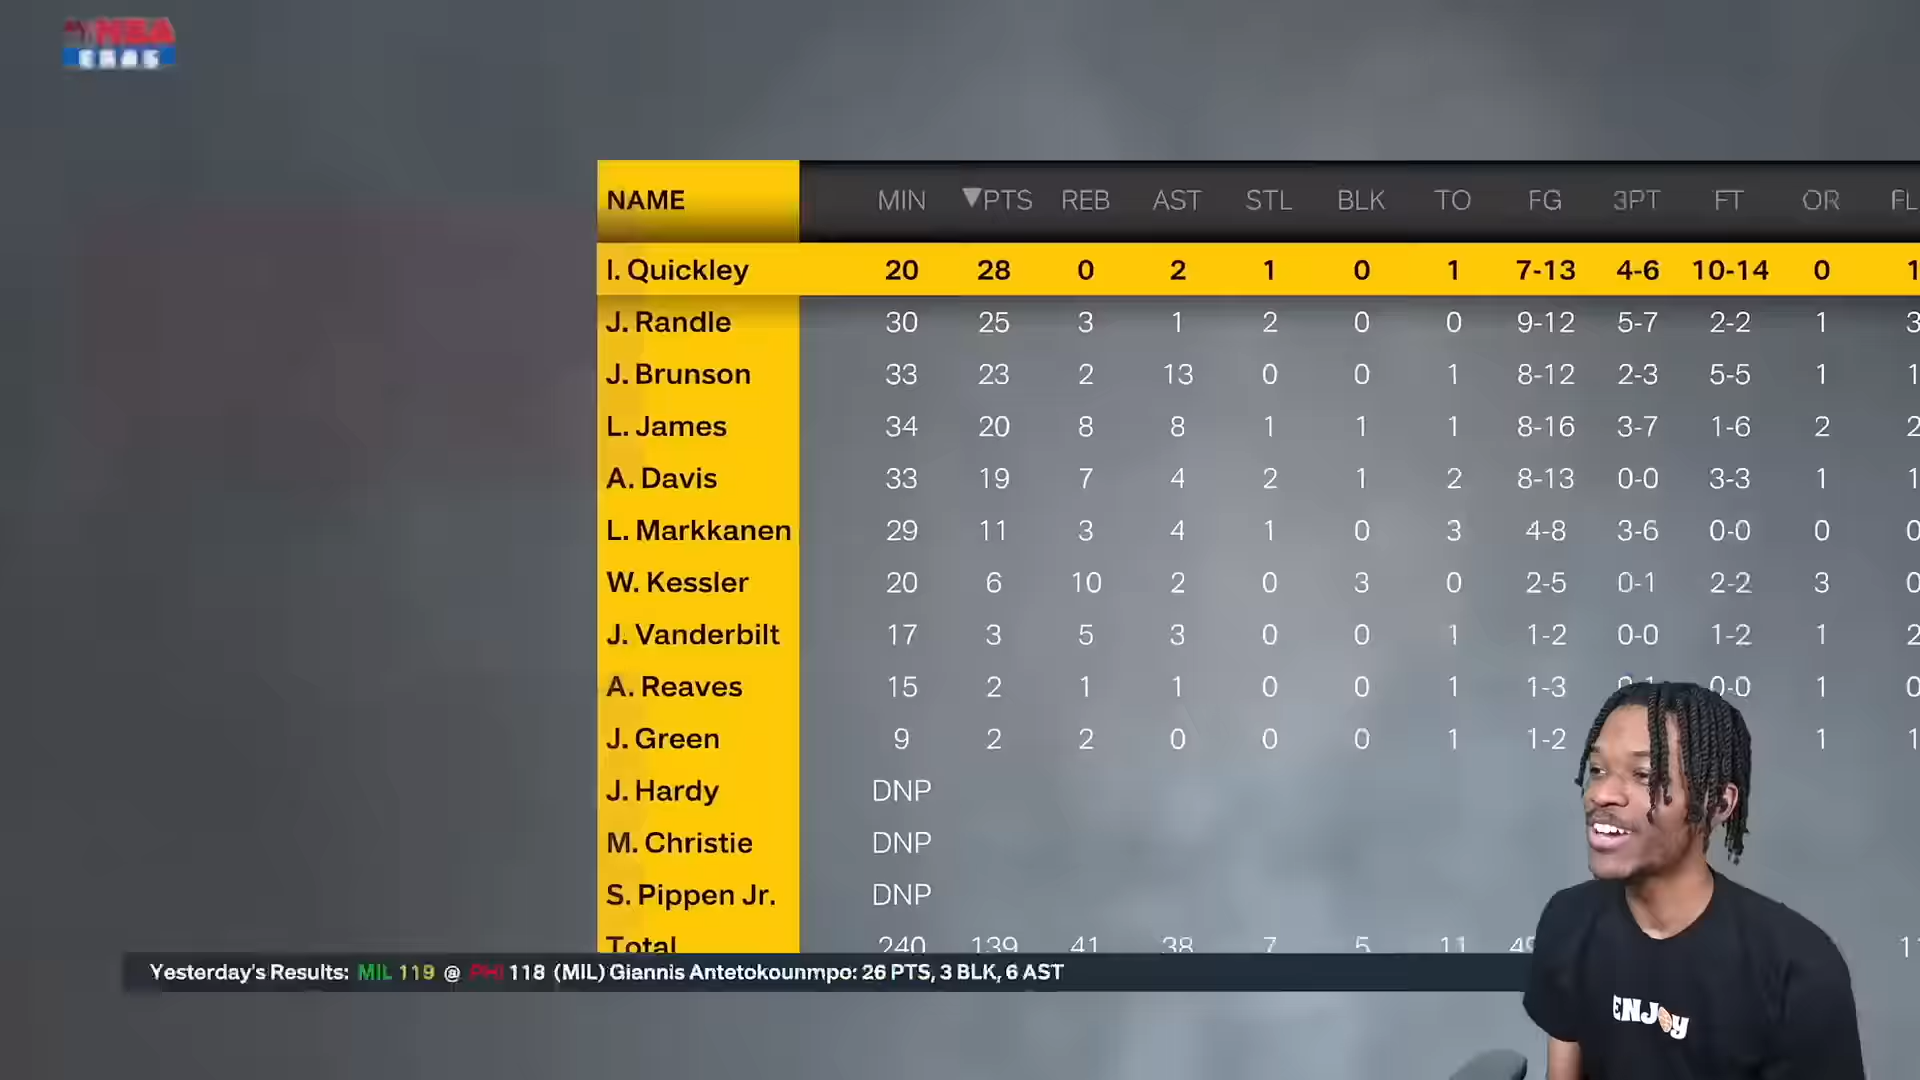 NBA
ERAS
NAME MIN ▼PTS REB AST STL BLK TO FG 3PT FT OR FL
I. Quickley 20 28 0 2 1 0 1 7-13 4-6 10-14 0 1
J. Randle 30 25 3 1 2 0 0 9-12 5-7 2-2 1 3
J. Brunson 33 23 2 13 0 0 1 8-12 2-3 5-5 1 1
L. James 34 20 8 8 1 1 1 8-16 3-7 1-6 2 2
A. Davis 33 19 7 4 2 1 2 8-13 0-0 3-3 1 1
L. Markkanen 29 11 3 4 1 0 3 4-8 3-6 0-0 0 0
W. Kessler 20 6 10 2 0 3 0 2-5 0-1 2-2 3 0
J. Vanderbilt 17 3 5 3 0 0 1 1-2 0-0 1-2 1 2
A. Reaves 15 2 1 1 0 0 1 1-3 0-1 0-0 1 0
J. Green 9 2 2 0 0 0 1 1-2 1 1
J. Hardy DNP
M. Christie DNP
S. Pippen Jr. DNP
Total 240 139 41 38 7 5 11
Yesterday's Results: MIL 119 @ PHI 118 (MIL) Giannis Antetokounmpo: 26 PTS, 3 BLK, 6 AST
ENJOY